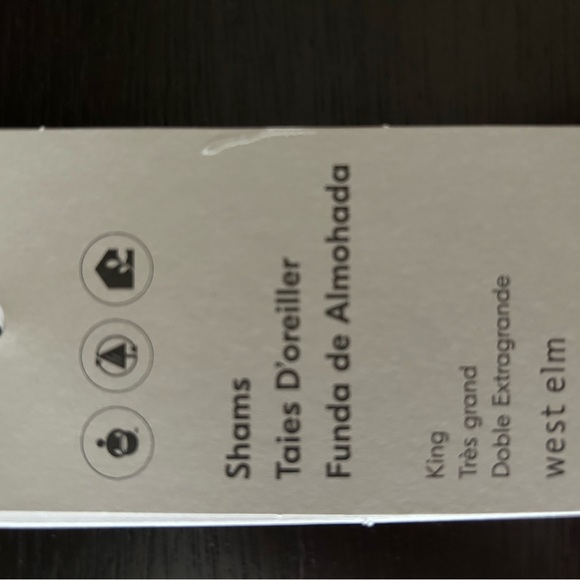 Shams
Taies D'oreiller
Funda de Almohada
King
Très grand
Doble Extragrande
west elm